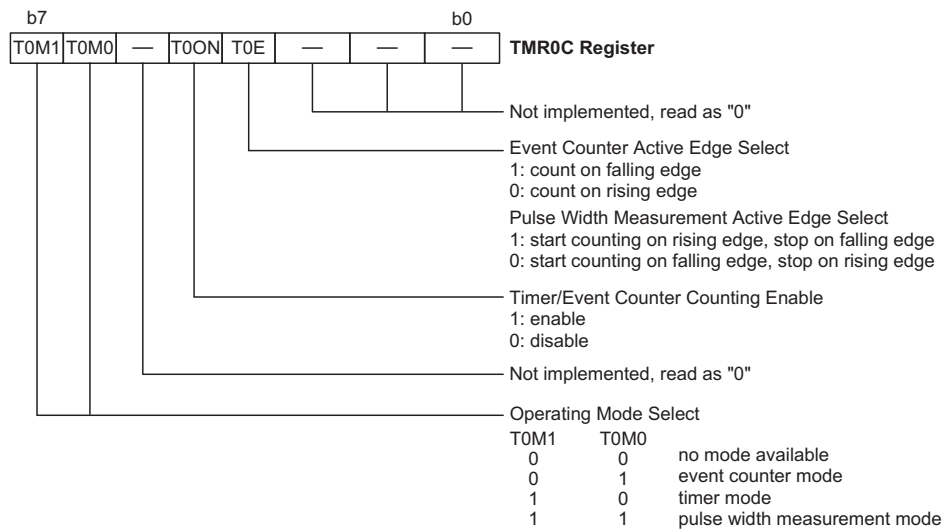 b7 b0
T0M1 T0M0 — T0ON T0E — — — TMR0C Register
Not implemented, read as "0"
Event Counter Active Edge Select
1: count on falling edge
0: count on rising edge
Pulse Width Measurement Active Edge Select
1: start counting on rising edge, stop on falling edge
0: start counting on falling edge, stop on rising edge
Timer/Event Counter Counting Enable
1: enable
0: disable
Not implemented, read as "0"
Operating Mode Select
T0M1 T0M0
0 0 no mode available
0 1 event counter mode
1 0 timer mode
1 1 pulse width measurement mode